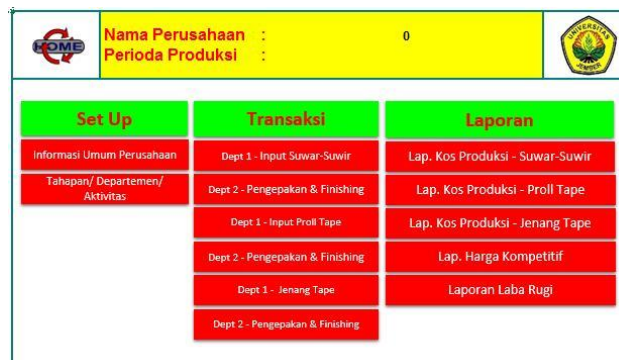 HOME
Nama Perusahaan :
0
Perioda Produksi :
UNIVERSITAS
JEMBER
Set Up
Transaksi
Laporan
Informasi Umum Perusahaan
Dept 1 - Input Suwar-Suwir
Lap. Kos Produksi - Suwar-Suwir
Tahapan/ Departemen/
Aktivitas
Dept 2 - Pengepakan & Finishing
Lap. Kos Produksi - Proll Tape
Dept 1 - Input Proll Tape
Lap. Kos Produksi - Jenang Tape
Dept 2 - Pengepakan & Finishing
Lap. Harga Kompetitif
Dept 1 - Jenang Tape
Laporan Laba Rugi
Dept 2 - Pengepakan & Finishing